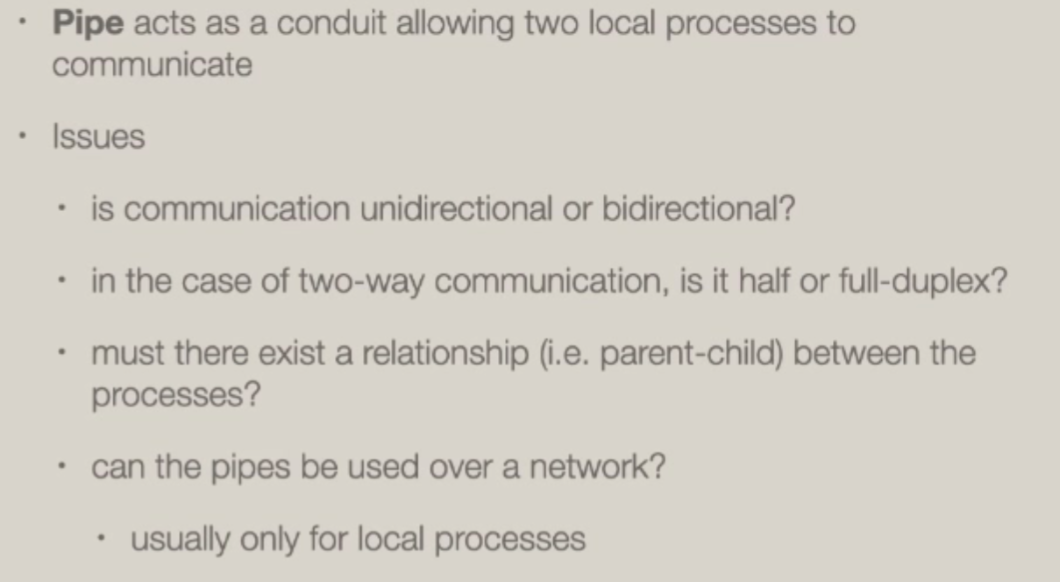 • Pipe acts as a conduit allowing two local processes to
communicate
• Issues
• is communication unidirectional or bidirectional?
• in the case of two-way communication, is it half or full-duplex?
• must there exist a relationship (i.e. parent-child) between the
processes?
• can the pipes be used over a network?
• usually only for local processes